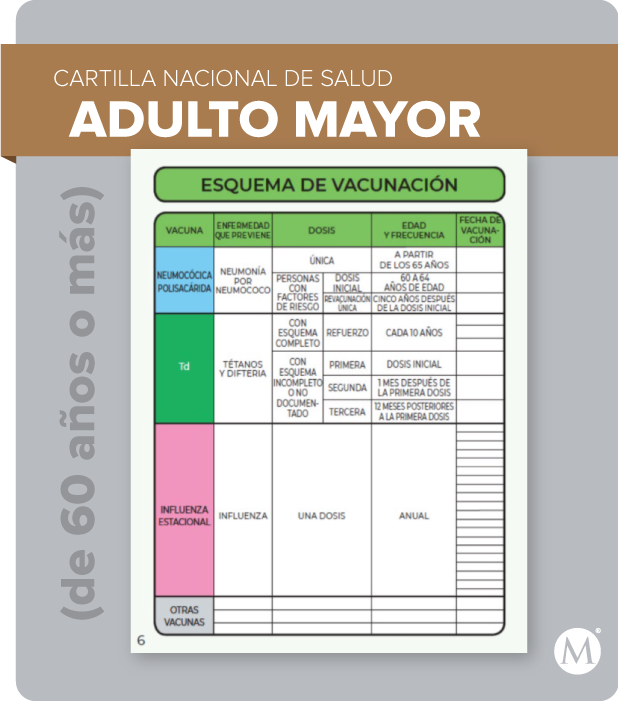 CARTILLA NACIONAL DE SALUD
ADULTO MAYOR
(de 60 años o más)
ESQUEMA DE VACUNACIÓN
VACUNA
ENFERMEDAD
QUE PREVIENE
DOSIS
EDAD
Y FRECUENCIA
FECHA DE
VACUNA-
CIÓN
NEUMOCÓCICA
POLISACÁRIDA
NEUMONÍA
POR
NEUMOCOCO
ÚNICA
A PARTIR
DE LOS 65 AÑOS
PERSONAS
CON
FACTORES
DE RIESGO
DOSIS
INICIAL
60 A 64
AÑOS DE EDAD
REVACUNACIÓN
ÚNICA
CINCO AÑOS DESPUÉS
DE LA DOSIS INICIAL
Td
TÉTANOS
Y DIFTERIA
CON
ESQUEMA
COMPLETO
REFUERZO
CADA 10 AÑOS
CON
ESQUEMA
INCOMPLETO
O NO
DOCUMEN-
TADO
PRIMERA
DOSIS INICIAL
SEGUNDA
1 MES DESPUÉS DE
LA PRIMERA DOSIS
TERCERA
12 MESES POSTERIORES
A LA PRIMERA DOSIS
INFLUENZA
ESTACIONAL
INFLUENZA
UNA DOSIS
ANUAL
OTRAS
VACUNAS
6
M